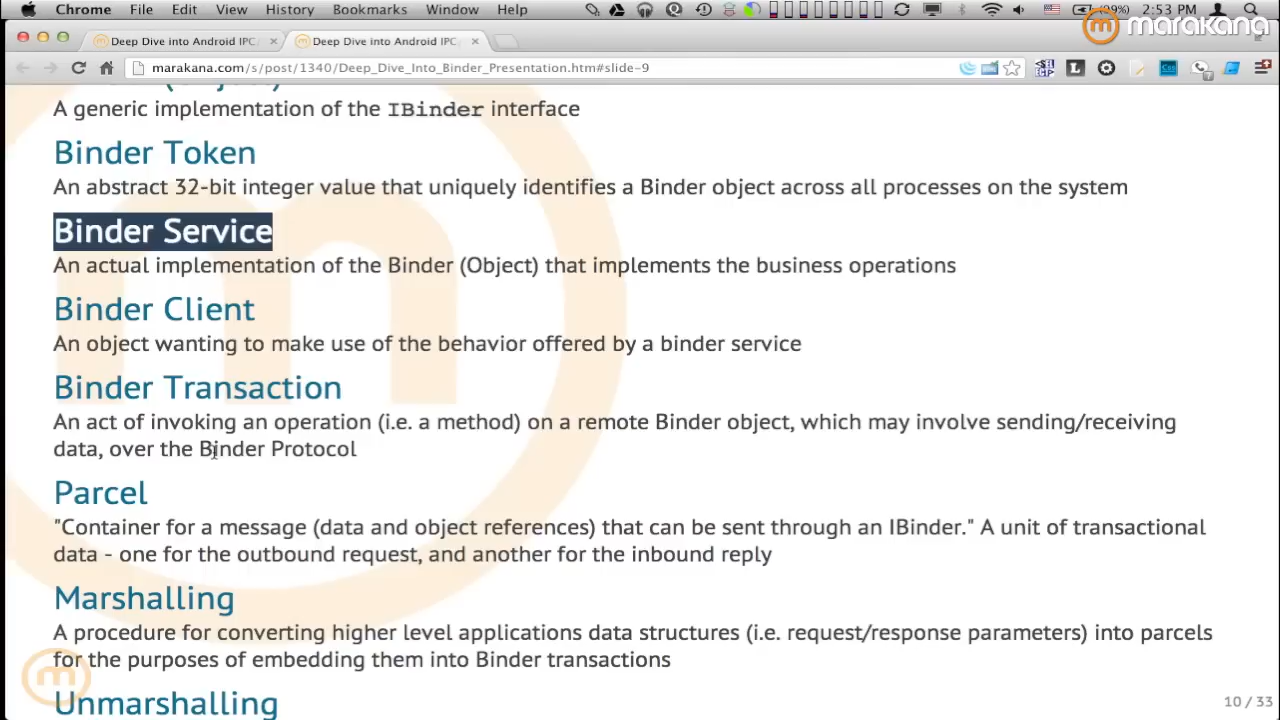 Chrome File Edit View History Bookmarks Window Help
2:53 PM
marakana
Deep Dive into Android IPC/
Deep Dive into Android IPC/
marakana.com/s/post/1340/Deep_Dive_Into_Binder_Presentation.htm#slide-9
A generic implementation of the IBinder interface
Binder Token
An abstract 32-bit integer value that uniquely identifies a Binder object across all processes on the system
Binder Service
An actual implementation of the Binder (Object) that implements the business operations
Binder Client
An object wanting to make use of the behavior offered by a binder service
Binder Transaction
An act of invoking an operation (i.e. a method) on a remote Binder object, which may involve sending/receiving
data, over the Binder Protocol
Parcel
"Container for a message (data and object references) that can be sent through an IBinder." A unit of transactional
data - one for the outbound request, and another for the inbound reply
Marshalling
A procedure for converting higher level applications data structures (i.e. request/response parameters) into parcels
for the purposes of embedding them into Binder transactions
Unmarshalling
10 / 33